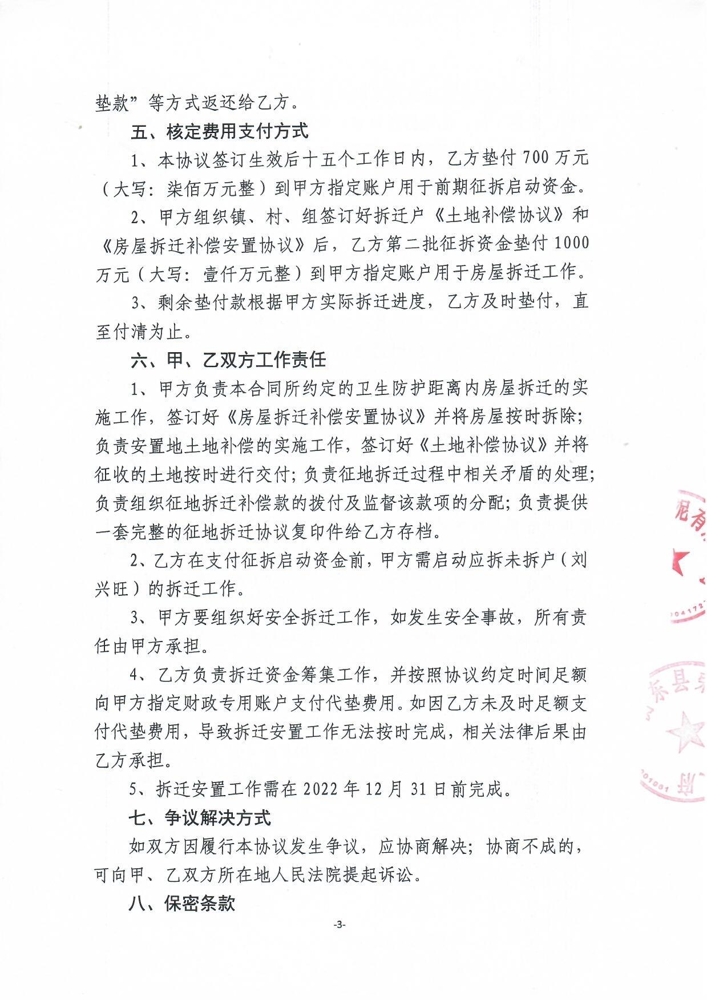 垫款”等方式返还给乙方。
五、核定费用支付方式
1、本协议签订生效后十五个工作日内，乙方垫付 700 万元
（大写：柒佰万元整）到甲方指定账户用于前期征拆启动资金。
2、甲方组织镇、村、组签订好拆迁户《土地补偿协议》和
《房屋拆迁补偿安置协议》后，乙方第二批征拆资金垫付 1000
万元（大写：壹仟万元整）到甲方指定账户用于房屋拆迁工作。
3、剩余垫付款根据甲方实际拆迁进度，乙方及时垫付，直
至付清为止。
六、甲、乙双方工作责任
1、甲方负责本合同所约定的卫生防护距离内房屋拆迁的实
施工作，签订好《房屋拆迁补偿安置协议》并将房屋按时拆除；
负责安置地土地补偿的实施工作，签订好《土地补偿协议》并将
征收的土地按时进行交付；负责征地拆迁过程中相关矛盾的处理；
负责组织征地拆迁补偿款的拨付及监督该款项的分配；负责提供
一套完整的征地拆迁协议复印件给乙方存档。
2、乙方在支付征拆启动资金前，甲方需启动应拆未拆户（刘
兴旺）的拆迁工作。
3、甲方要组织好安全拆迁工作，如发生安全事故，所有责
任由甲方承担。
4、乙方负责拆迁资金筹集工作，并按照协议约定时间足额
向甲方指定财政专用账户支付代垫费用。如因乙方未及时足额支
付代垫费用，导致拆迁安置工作无法按时完成，相关法律后果由
乙方承担。
5、拆迁安置工作需在 2022 年 12 月 31 日前完成。
七、争议解决方式
如双方因履行本协议发生争议，应协商解决；协商不成的，
可向甲、乙双方所在地人民法院提起诉讼。
八、保密条款
-3-
泥有
04172
东县
府
01001